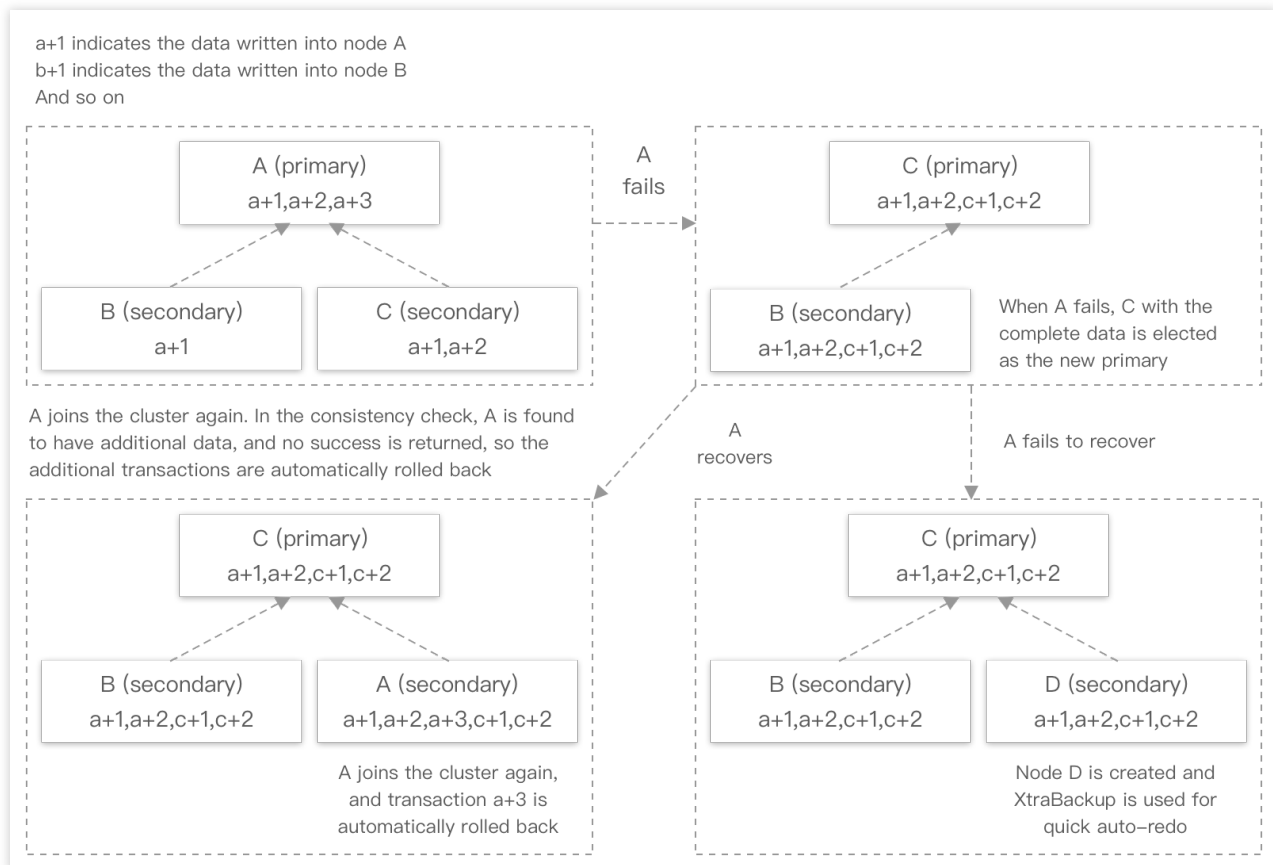 a+1 indicates the data written into node A
b+1 indicates the data written into node B
And so on
A (primary)
a+1,a+2,a+3
B (secondary)
a+1
C (secondary)
a+1,a+2
A
fails
C (primary)
a+1,a+2,c+1,c+2
B (secondary)
a+1,a+2,c+1,c+2
When A fails, C with the
complete data is elected
as the new primary
A joins the cluster again. In the consistency check, A is found
to have additional data, and no success is returned, so the
additional transactions are automatically rolled back
A
recovers
A fails to recover
C (primary)
a+1,a+2,c+1,c+2
B (secondary)
a+1,a+2,c+1,c+2
A (secondary)
a+1,a+2,a+3,c+1,c+2
A joins the cluster again,
and transaction a+3 is
automatically rolled back
C (primary)
a+1,a+2,c+1,c+2
B (secondary)
a+1,a+2,c+1,c+2
D (secondary)
a+1,a+2,c+1,c+2
Node D is created and
XtraBackup is used for
quick auto-redo